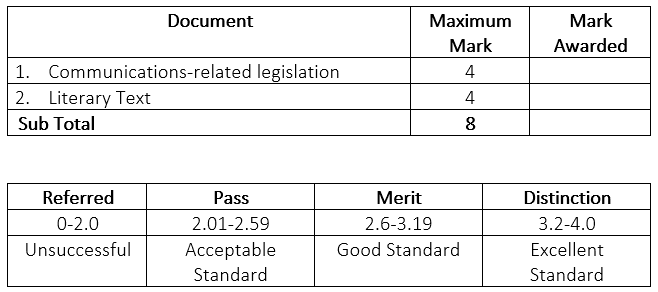 Document Maximum Mark Mark Awarded
1. Communications-related legislation 4
2. Literary Text 4
Sub Total 8
Referred Pass Merit Distinction
0-2.0 2.01-2.59 2.6-3.19 3.2-4.0
Unsuccessful Acceptable Standard Good Standard Excellent Standard